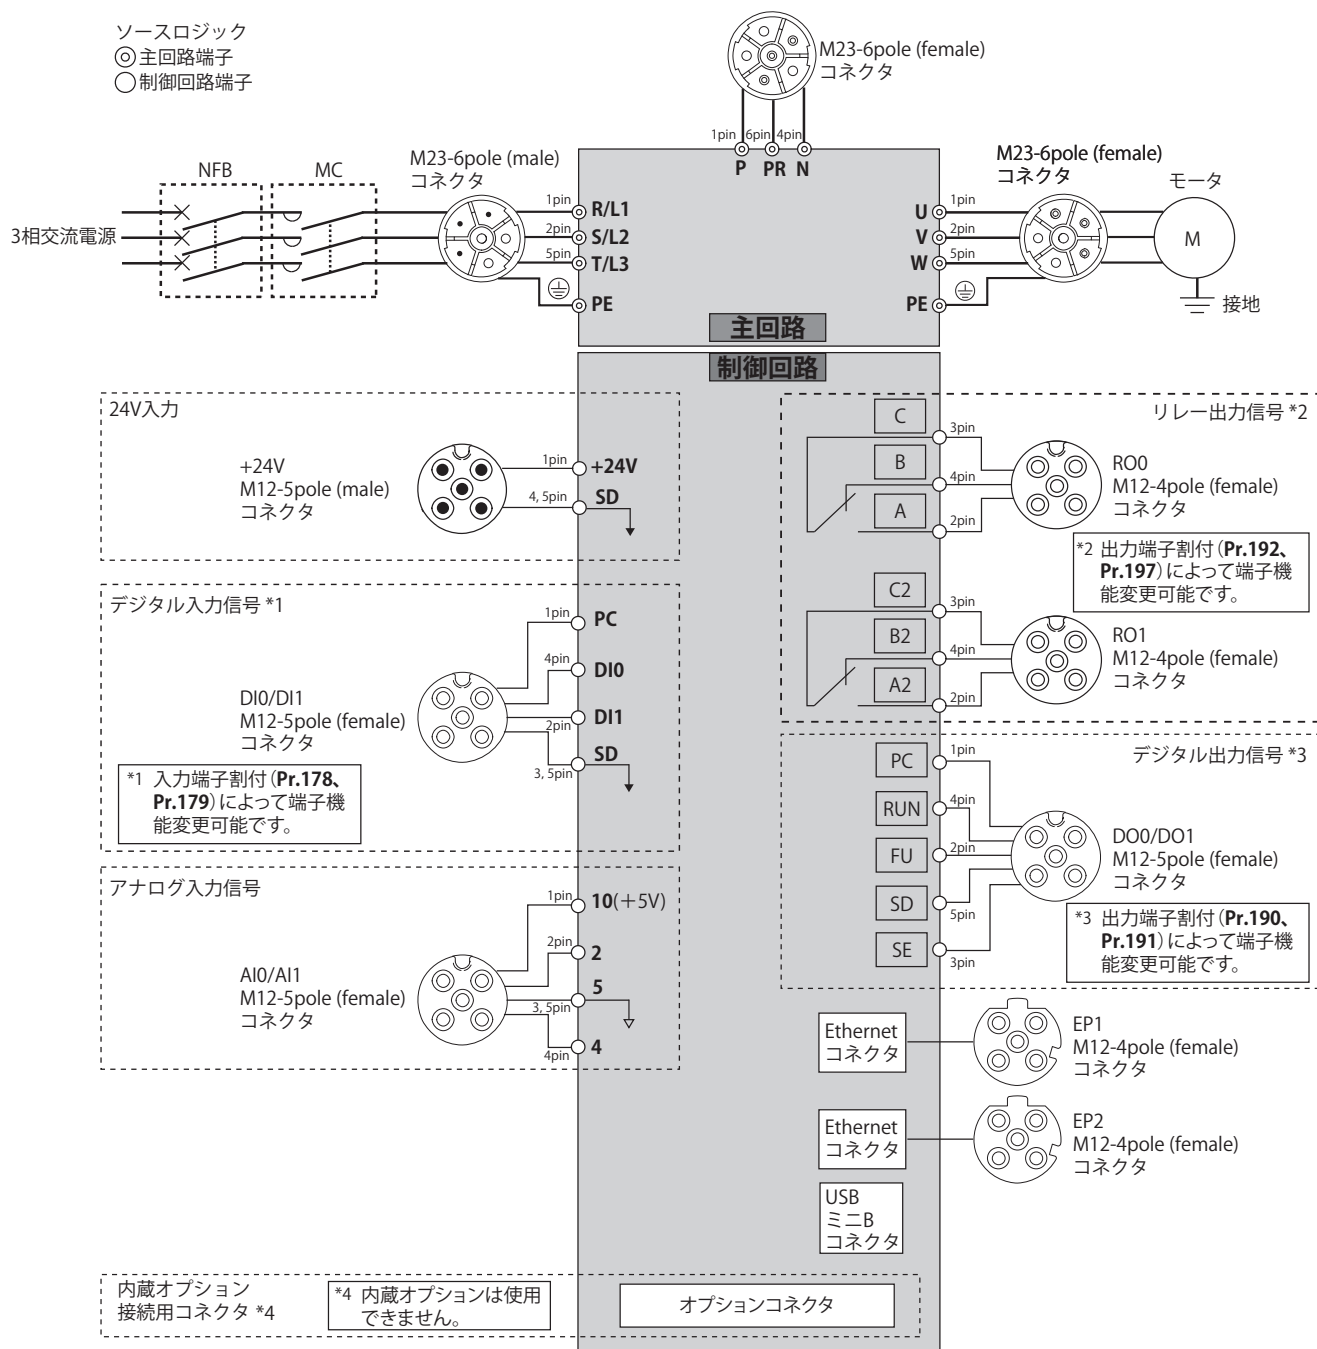 ソースロジック
主回路端子
制御回路端子
M23-6pole (female)
コネクタ
1pin 6pin 4pin
P PR N
NFB
MC
M23-6pole (male)
コネクタ
3相交流電源
1pin
R/L1
2pin
S/L2
5pin
T/L3
PE
M23-6pole (female)
コネクタ
モータ
U
1pin
V
2pin
W
5pin
PE
M
接地
主回路
制御回路
24V入力
+24V
M12-5pole (male)
コネクタ
1pin
+24V
4, 5pin
SD
デジタル入力信号 *1
1pin
PC
4pin
DI0
DI1
2pin
SD
3, 5pin
DI0/DI1
M12-5pole (female)
コネクタ
*1 入力端子割付(Pr.178、
Pr.179)によって端子機
能変更可能です。
アナログ入力信号
1pin
10(+5V)
2pin
2
5
3, 5pin
4
4pin
AI0/AI1
M12-5pole (female)
コネクタ
リレー出力信号 *2
C
3pin
B
4pin
A
2pin
RO0
M12-4pole (female)
コネクタ
*2 出力端子割付(Pr.192、
Pr.197)によって端子機
能変更可能です。
C2
3pin
B2
4pin
A2
2pin
RO1
M12-4pole (female)
コネクタ
デジタル出力信号 *3
PC
1pin
RUN
4pin
FU
2pin
SD
5pin
SE
3pin
DO0/DO1
M12-5pole (female)
コネクタ
*3 出力端子割付(Pr.190、
Pr.191)によって端子機
能変更可能です。
Ethernet
コネクタ
EP1
M12-4pole (female)
コネクタ
Ethernet
コネクタ
EP2
M12-4pole (female)
コネクタ
USB
ミニB
コネクタ
内蔵オプション
接続用コネクタ *4
*4 内蔵オプションは使用
できません。
オプションコネクタ